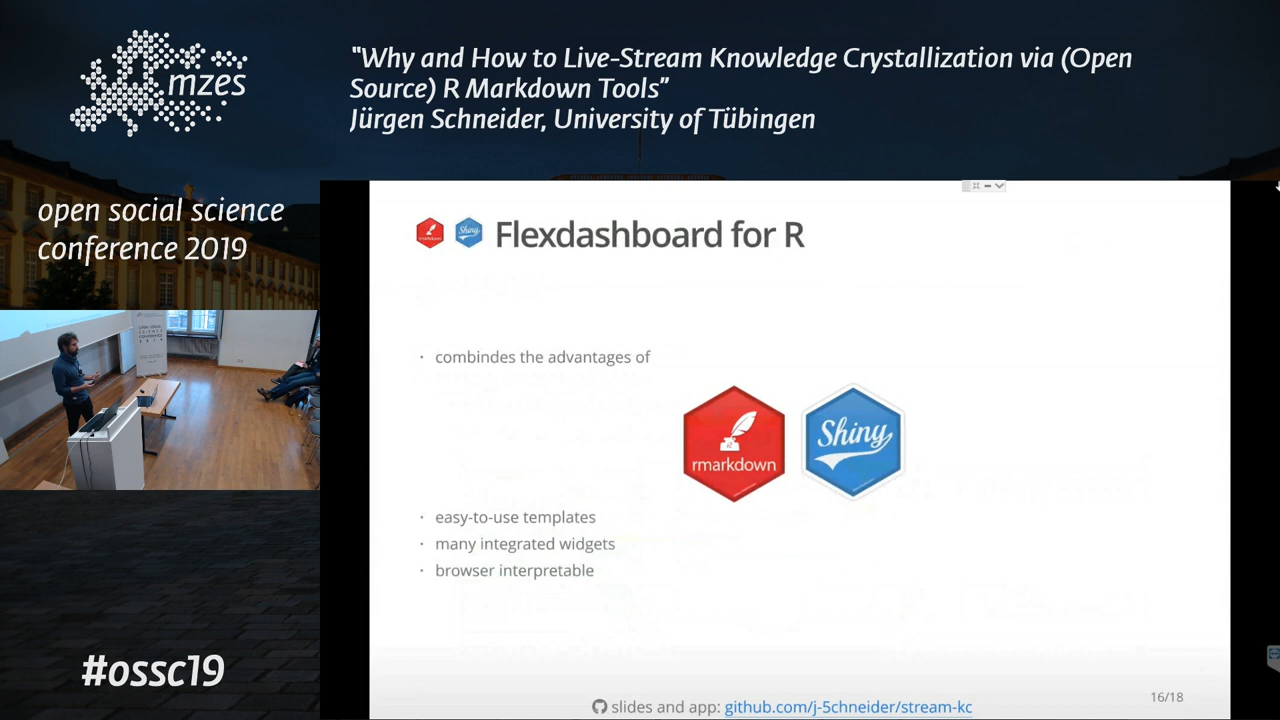 mzes
"Why and How to Live-Stream Knowledge Crystallization via (Open
Source) R Markdown Tools"
Jürgen Schneider, University of Tübingen
open social science
conference 2019
rmarkdown
Shiny
Flexdashboard for R
· combindes the advantages of
rmarkdown
Shiny
· easy-to-use templates
· many integrated widgets
· browser interpretable
#ossc19
slides and app: github.com/j-5chneider/stream-kc
16/18